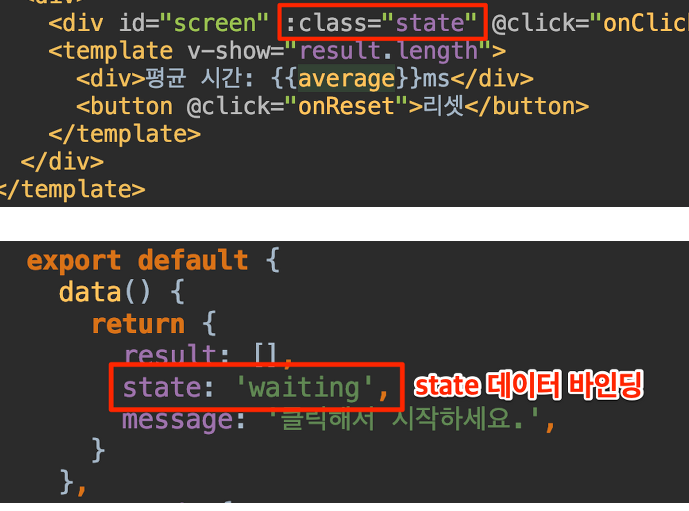 <div id="screen" :class="state" @click="onClic
<template v-show="result.length">
<div>평균 시간: {{average}}ms</div>
<button @click="onReset">리셋</button>
</template>
</div>
</template>
export default {
data() {
return {
result: [],
state: 'waiting', state 데이터 바인딩
message: '클릭해서 시작하세요.',
}
},